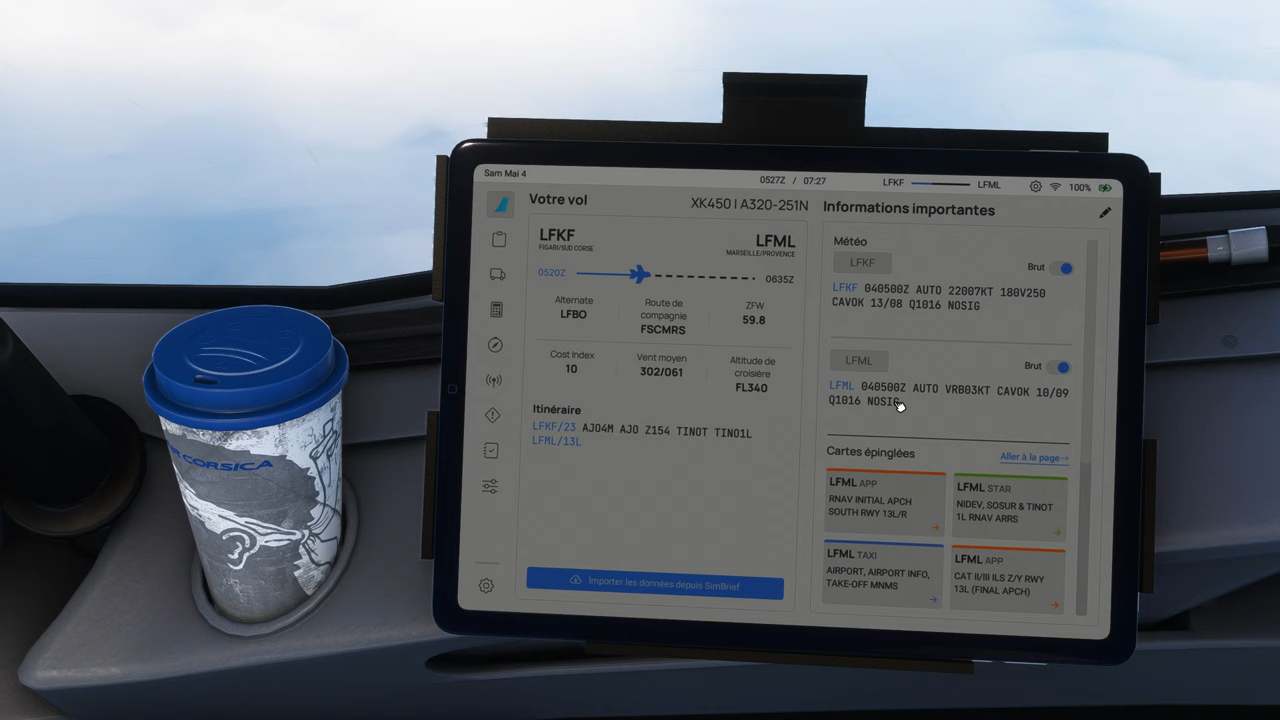 Sam Mai 4
0527Z / 07:27
LFKF LFML
100%
Votre vol
XK450 | A320-251N
LFKF
FIGARI/SUD CORSE
LFML
MARSEILLE/PROVENCE
0520Z
0635Z
Alternate
LFBO
Route de
compagnie
FSCMRS
ZFW
59.8
Cost Index
10
Vent moyen
302/061
Altitude de
croisière
FL340
Itinéraire
LFKF/23 AJO4M AJO Z154 TINOT TINO1L
LFML/13L
Importer les données depuis SimBrief
Informations importantes
Météo
LFKF
Brut
LFKF 040500Z AUTO 22007KT 180V250
CAVOK 13/08 Q1016 NOSIG
LFML
Brut
LFML 040500Z AUTO VRB03KT CAVOK 10/09
Q1016 NOSIG
Cartes épinglées
Aller à la page→
LFML APP
RNAV INITIAL APCH
SOUTH RWY 13L/R
LFML STAR
NIDEV, SOSUR & TINOT
1L RNAV ARRS
LFML TAXI
AIRPORT, AIRPORT INFO,
TAKE-OFF MNMS
LFML APP
CAT II/III ILS Z/Y RWY
13L (FINAL APCH)
CORSICA